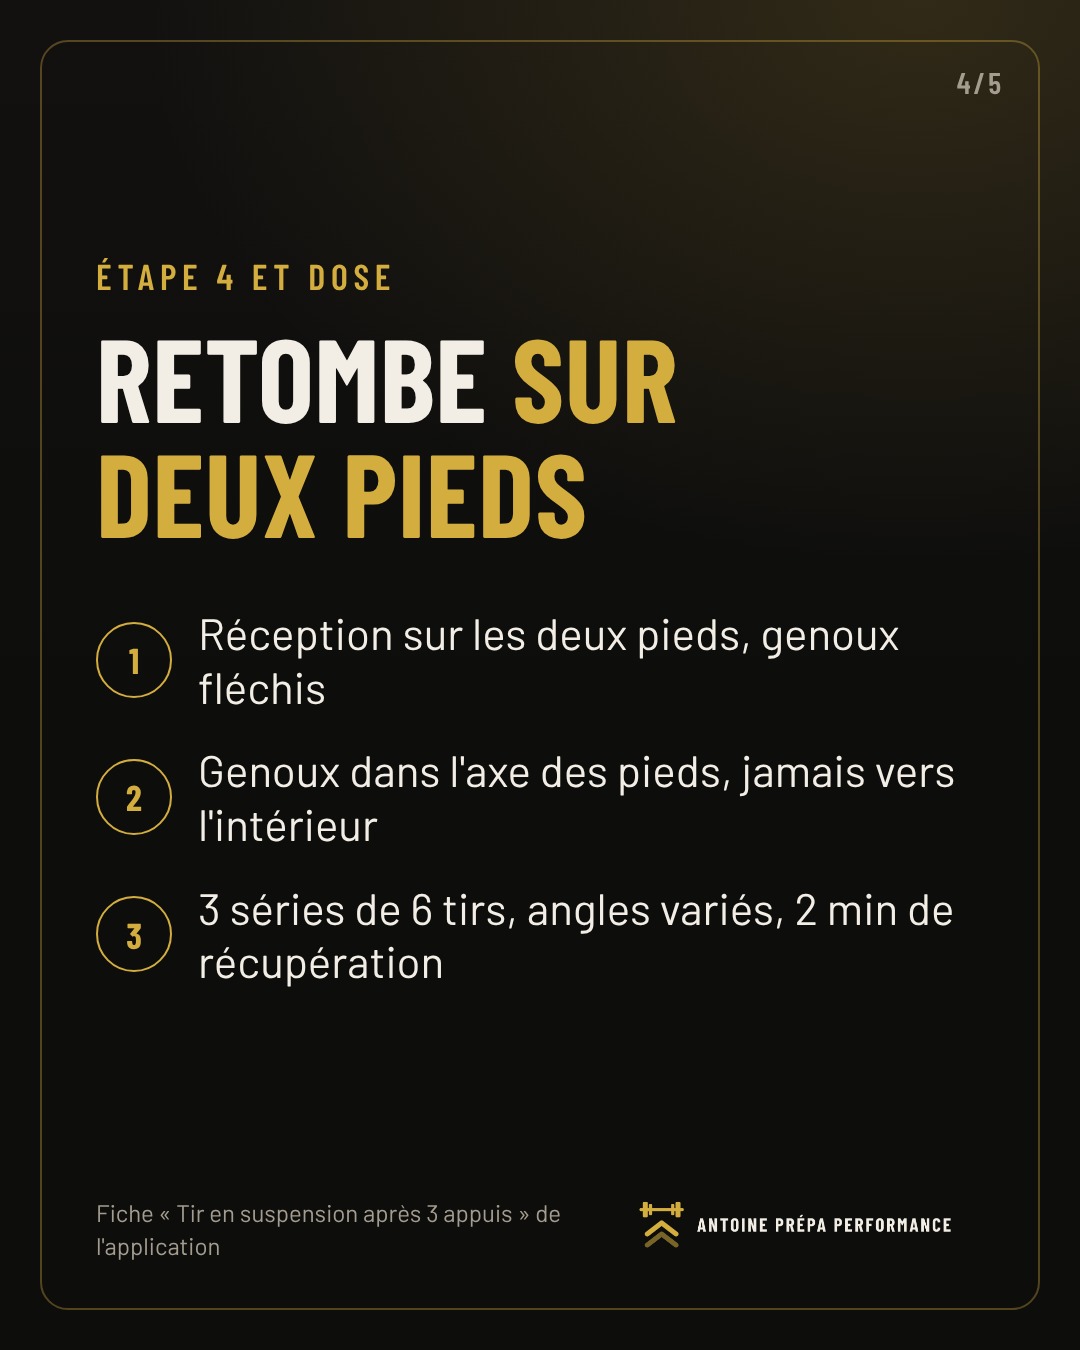 4/5
ÉTAPE 4 ET DOSE
RETOMBE SUR
DEUX PIEDS
1
Réception sur les deux pieds, genoux
fléchis
2
Genoux dans l'axe des pieds, jamais vers
l'intérieur
3
3 séries de 6 tirs, angles variés, 2 min de
récupération
Fiche « Tir en suspension après 3 appuis » de
l'application
ANTOINE PRÉPA PERFORMANCE